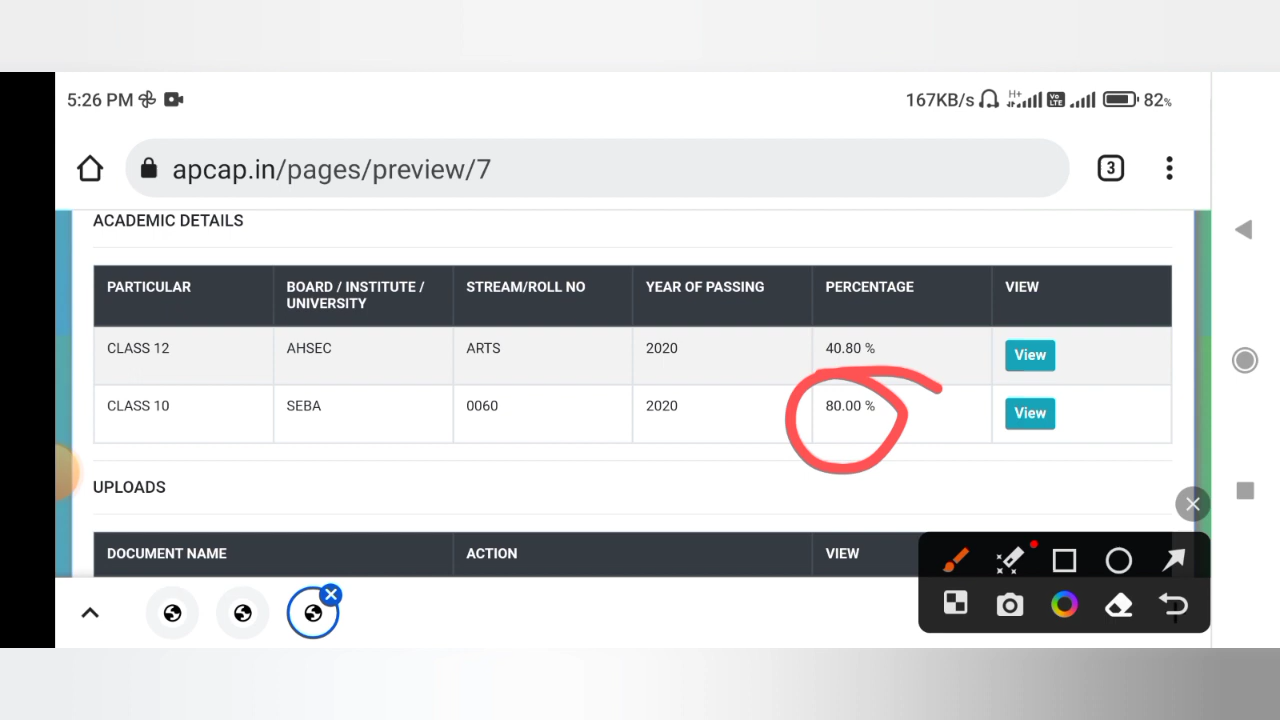 5:26 PM 167KB/s H+ Vo LTE 82%
apcap.in/pages/preview/7 3
ACADEMIC DETAILS
PARTICULAR BOARD / INSTITUTE / UNIVERSITY STREAM/ROLL NO YEAR OF PASSING PERCENTAGE VIEW
CLASS 12 AHSEC ARTS 2020 40.80 % View
CLASS 10 SEBA 0060 2020 80.00 % View
UPLOADS
DOCUMENT NAME ACTION VIEW